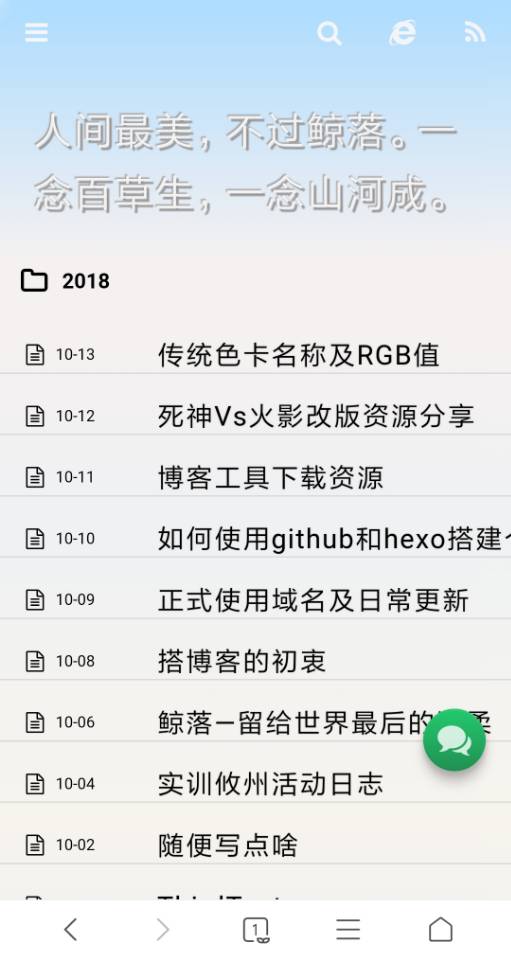 人间最美，不过鲸落。一
念百草生，一念山河成。
2018
10-13 传统色卡名称及RGB值
10-12 死神Vs火影改版资源分享
10-11 博客工具下载资源
10-10 如何使用github和hexo搭建
10-09 正式使用域名及日常更新
10-08 搭博客的初衷
10-06 鲸落—留给世界最后的 柔
10-04 实训攸州活动日志
10-02 随便写点啥
1